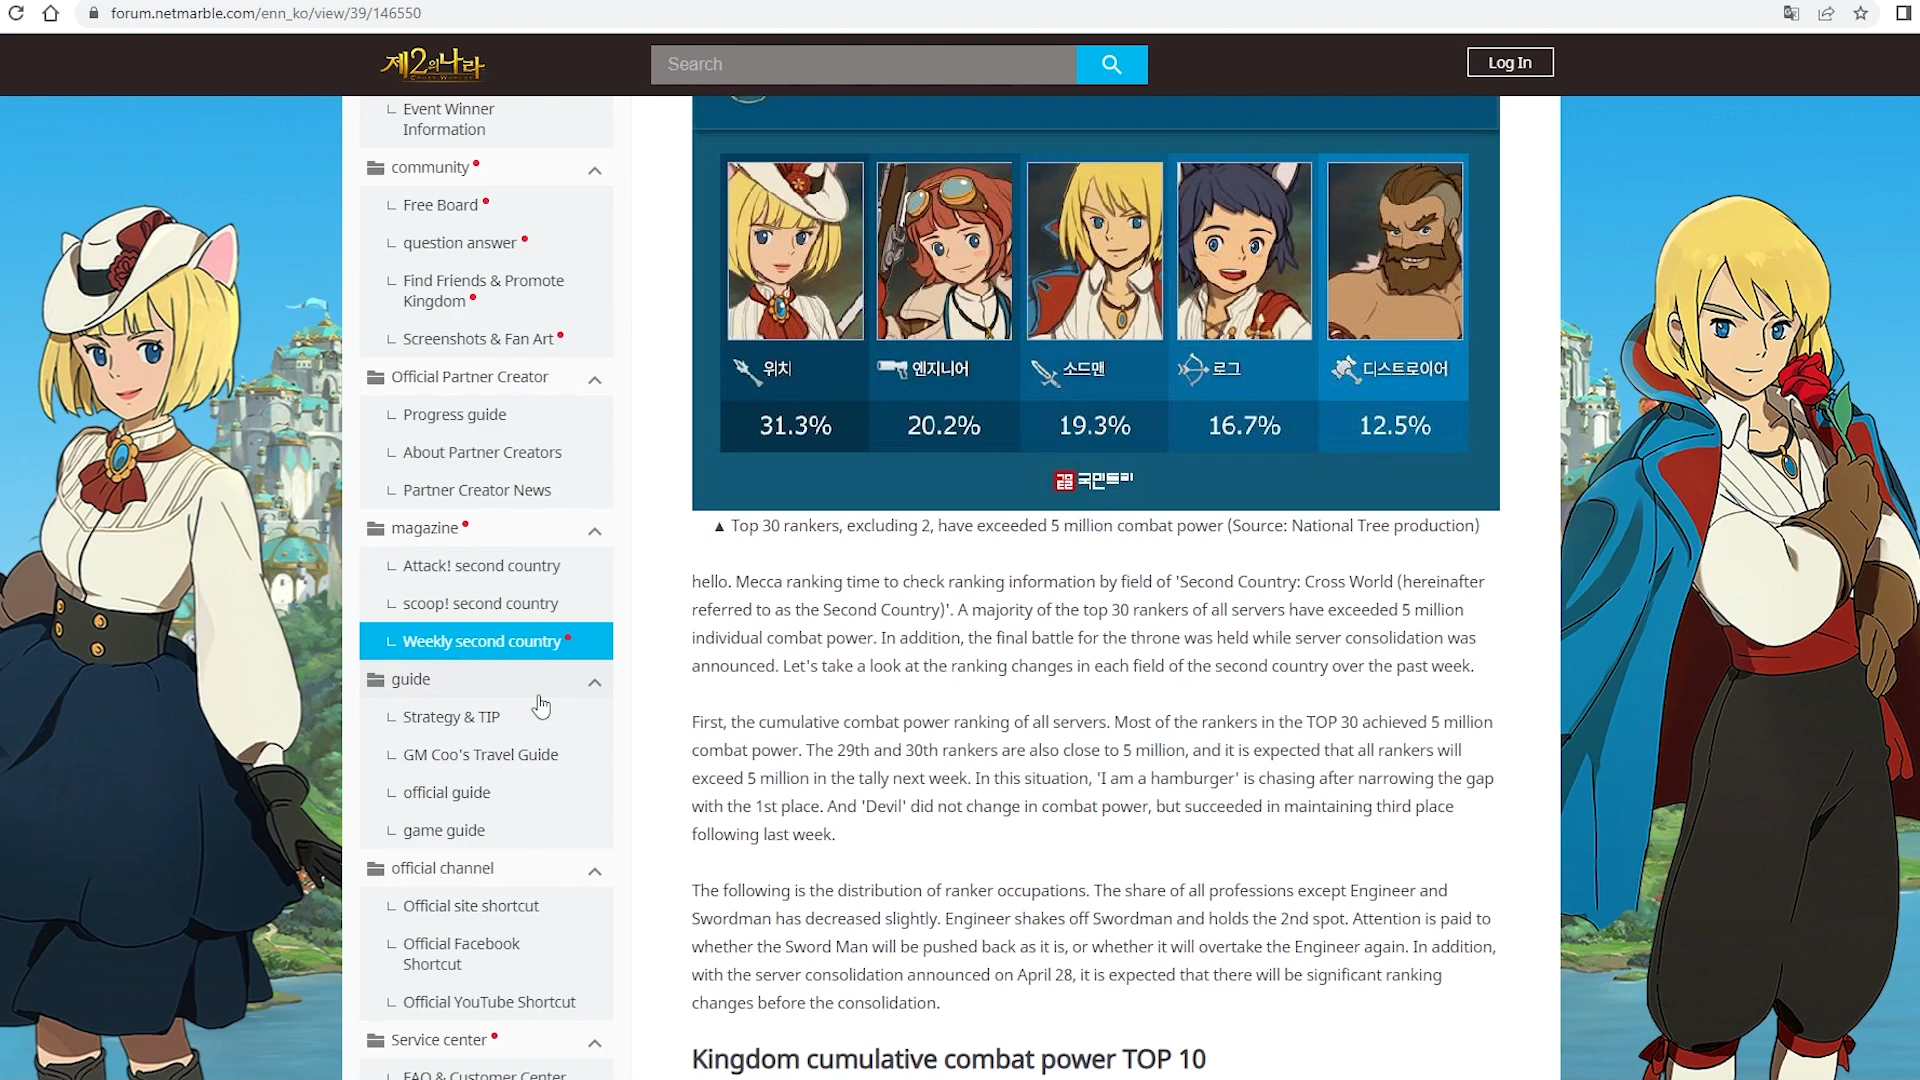 forum.netmarble.com/enn_ko/view/39/146550
제2의나라
CROSS WORLDS
Search
Log In
Event Winner
Information
community
Free Board
question answer
Find Friends & Promote
Kingdom
Screenshots & Fan Art
Official Partner Creator
Progress guide
About Partner Creators
Partner Creator News
magazine
Attack! second country
scoop! second country
Weekly second country
guide
Strategy & TIP
GM Coo's Travel Guide
official guide
game guide
official channel
Official site shortcut
Official Facebook
Shortcut
Official YouTube Shortcut
Service center
FAQ & Customer Center
위치 엔지니어 소드맨 로그 디스트로이어
31.3% 20.2% 19.3% 16.7% 12.5%
국민트리
▲ Top 30 rankers, excluding 2, have exceeded 5 million combat power (Source: National Tree production)
hello. Mecca ranking time to check ranking information by field of 'Second Country: Cross World (hereinafter
referred to as the Second Country)'. A majority of the top 30 rankers of all servers have exceeded 5 million
individual combat power. In addition, the final battle for the throne was held while server consolidation was
announced. Let's take a look at the ranking changes in each field of the second country over the past week.
First, the cumulative combat power ranking of all servers. Most of the rankers in the TOP 30 achieved 5 million
combat power. The 29th and 30th rankers are also close to 5 million, and it is expected that all rankers will
exceed 5 million in the tally next week. In this situation, 'I am a hamburger' is chasing after narrowing the gap
with the 1st place. And 'Devil' did not change in combat power, but succeeded in maintaining third place
following last week.
The following is the distribution of ranker occupations. The share of all professions except Engineer and
Swordman has decreased slightly. Engineer shakes off Swordman and holds the 2nd spot. Attention is paid to
whether the Sword Man will be pushed back as it is, or whether it will overtake the Engineer again. In addition,
with the server consolidation announced on April 28, it is expected that there will be significant ranking
changes before the consolidation.
Kingdom cumulative combat power TOP 10